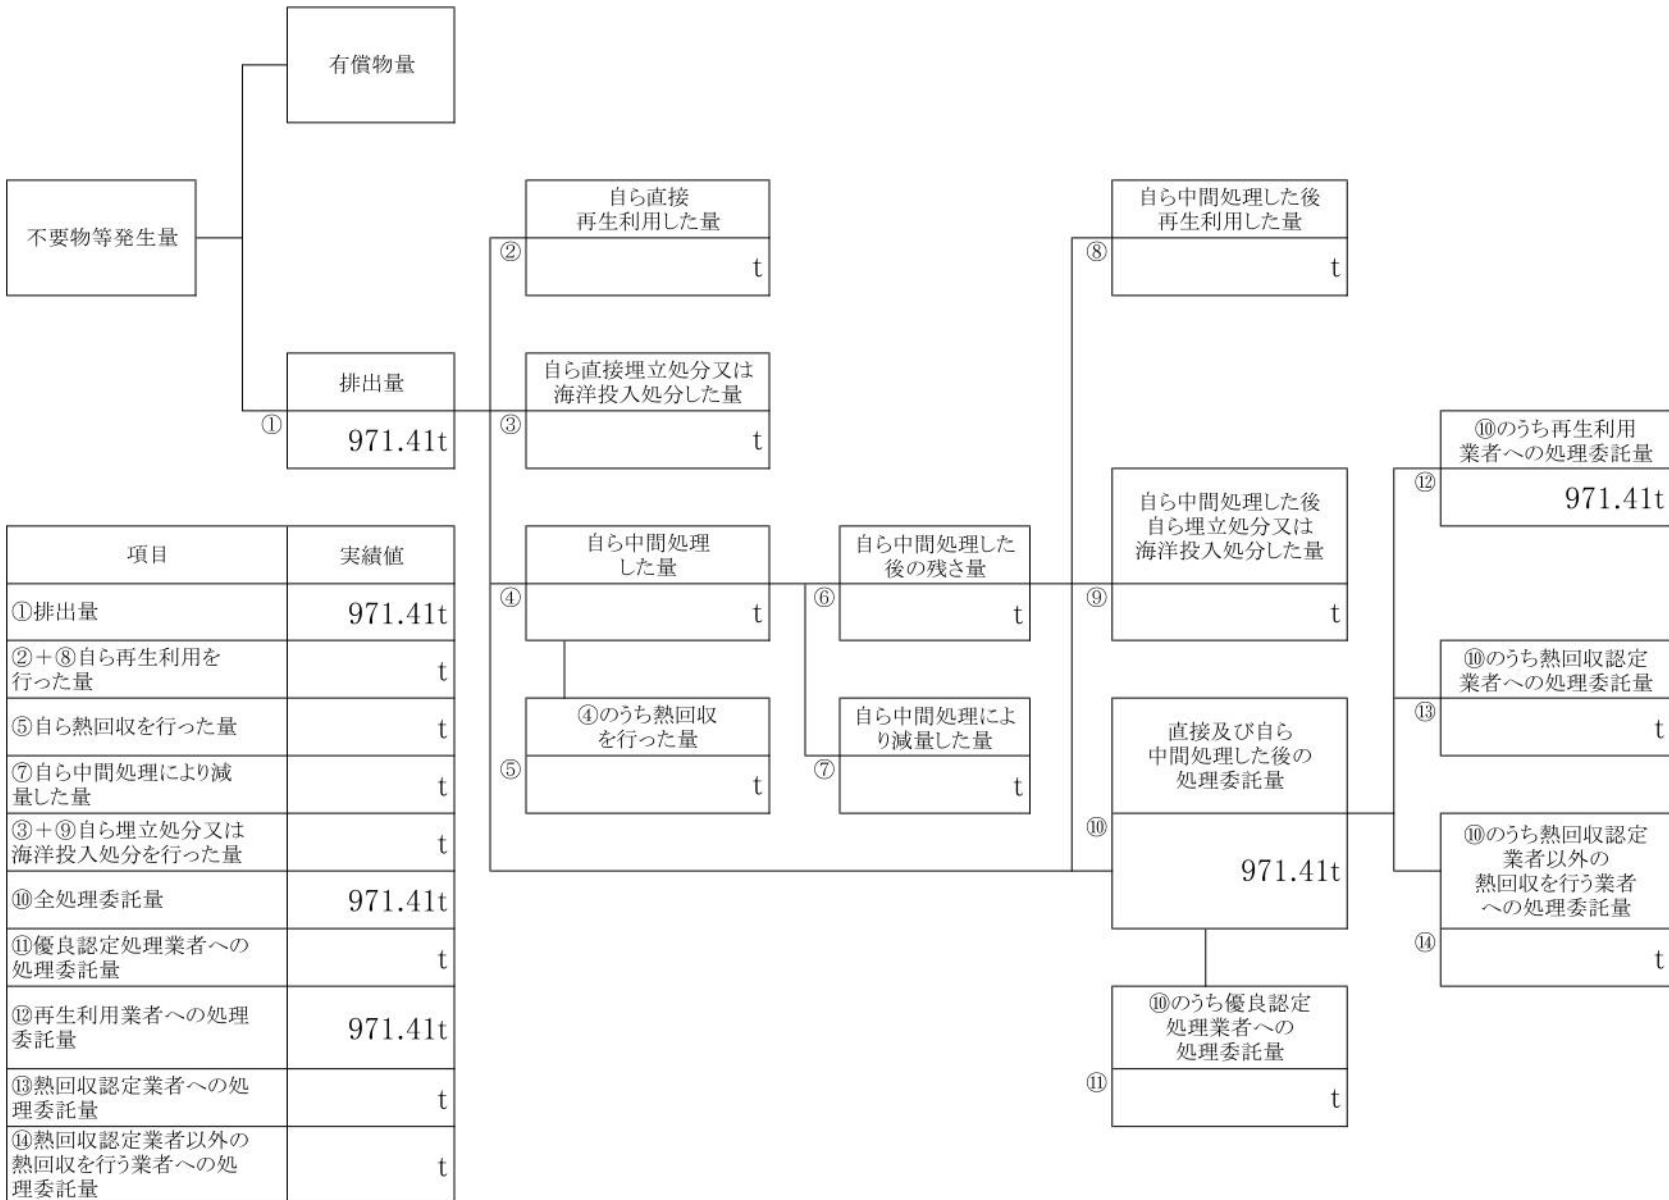 有償物量
不要物等発生量
自ら直接
再生利用した量
②
t
自ら中間処理した後
再生利用した量
⑧
t
排出量
①
971.41t
自ら直接埋立処分又は
海洋投入処分した量
③
t
⑩のうち再生利用
業者への処理委託量
⑫
971.41t
自ら中間処理
した量
④
t
自ら中間処理した
後の残さ量
⑥
t
自ら中間処理した後
自ら埋立処分又は
海洋投入処分した量
⑨
t
⑩のうち熱回収認定
業者への処理委託量
⑬
t
④のうち熱回収
を行った量
⑤
t
自ら中間処理によ
り減量した量
⑦
t
直接及び自ら
中間処理した後の
処理委託量
⑩
971.41t
⑩のうち熱回収認定
業者以外の
熱回収を行う業者
への処理委託量
⑭
t
⑩のうち優良認定
処理業者への
処理委託量
⑪
t
項目 実績値
①排出量 971.41t
②+⑧自ら再生利用を
行った量 t
⑤自ら熱回収を行った量 t
⑦自ら中間処理により減
量した量 t
③+⑨自ら埋立処分又は
海洋投入処分を行った量 t
⑩全処理委託量 971.41t
⑪優良認定処理業者への
処理委託量 t
⑫再生利用業者への処理
委託量 971.41t
⑬熱回収認定業者への処
理委託量 t
⑭熱回収認定業者以外の
熱回収を行う業者への処
理委託量 t